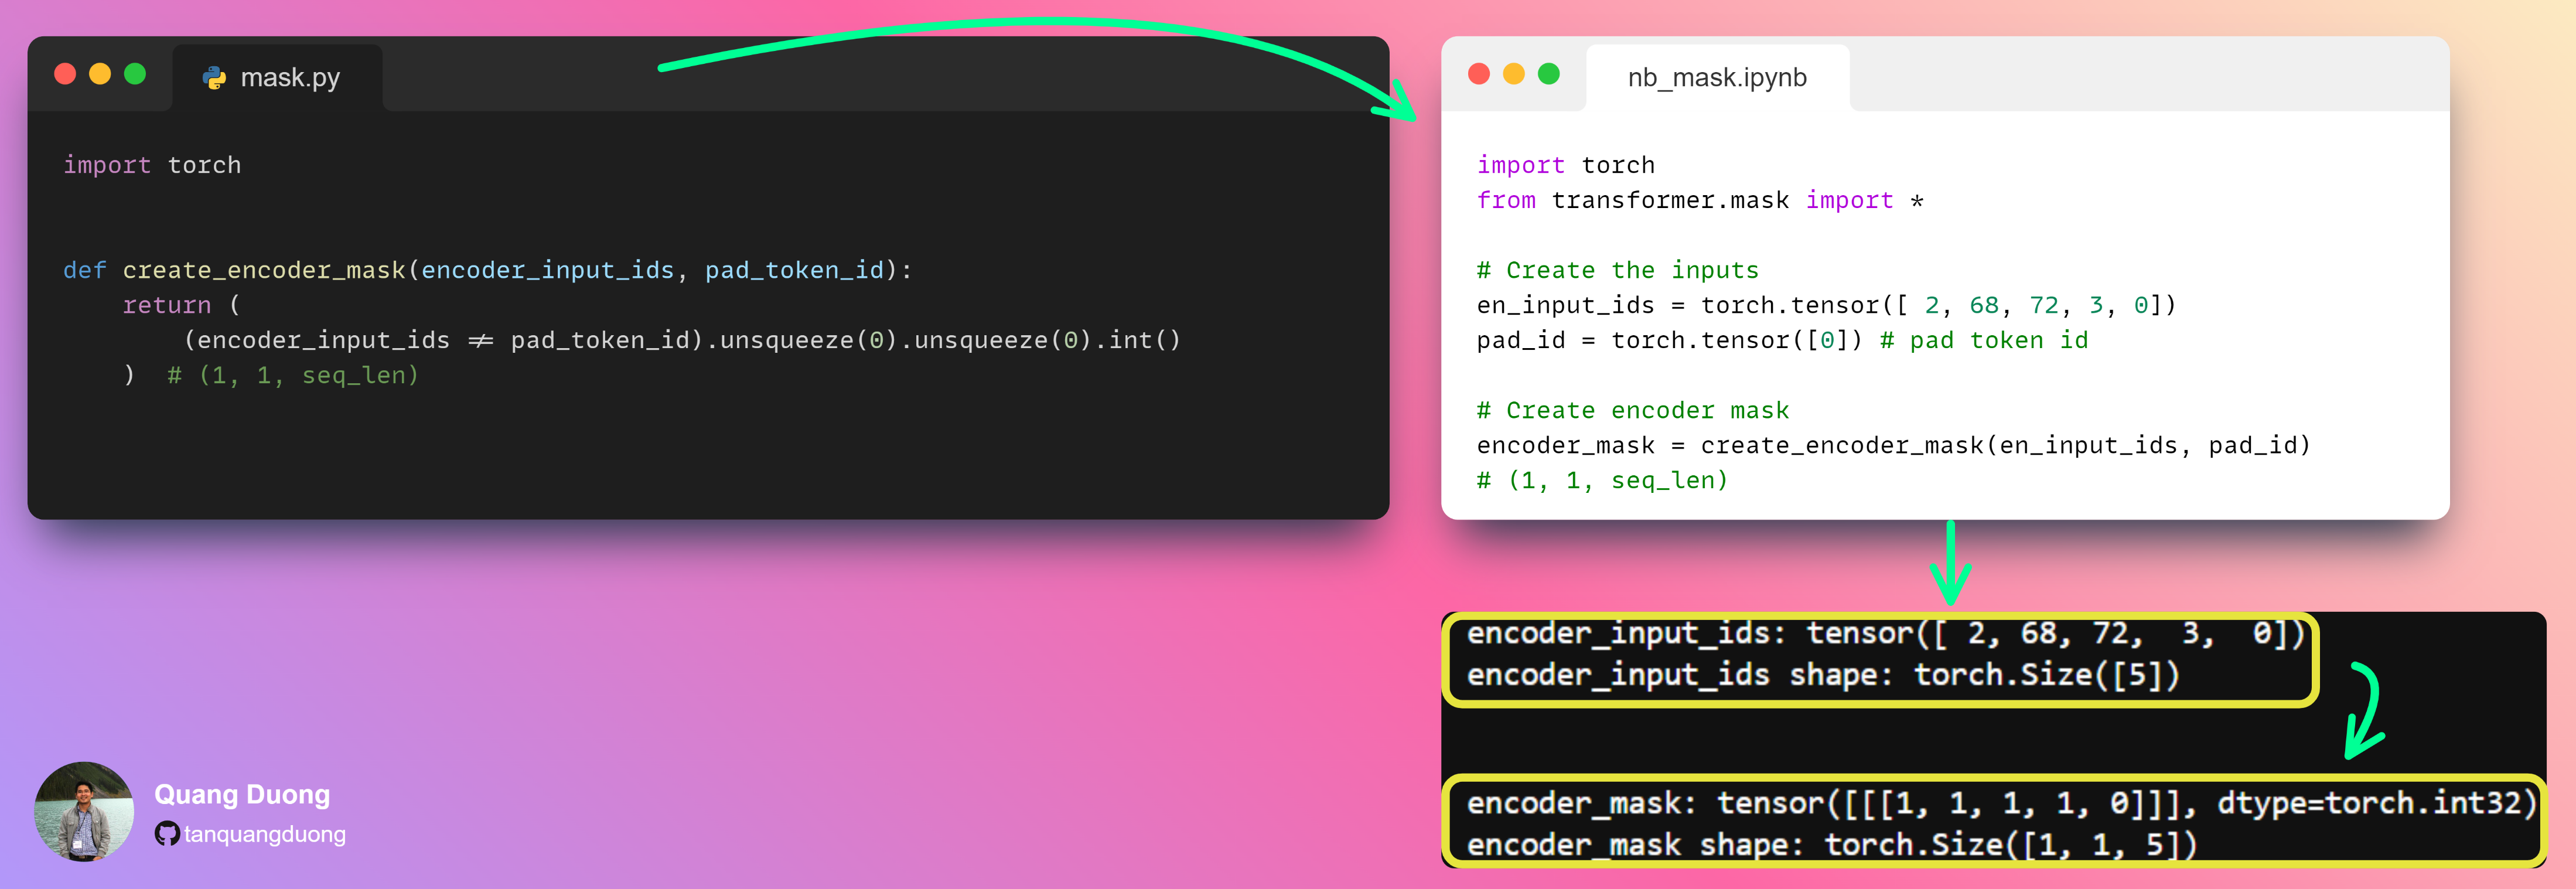 mask.py
import torch
def create_encoder_mask(encoder_input_ids, pad_token_id):
    return (
        (encoder_input_ids != pad_token_id).unsqueeze(0).unsqueeze(0).int()
    )  # (1, 1, seq_len)
nb_mask.ipynb
import torch
from transformer.mask import *
# Create the inputs
en_input_ids = torch.tensor([ 2, 68, 72, 3, 0])
pad_id = torch.tensor([0]) # pad token id
# Create encoder mask
encoder_mask = create_encoder_mask(en_input_ids, pad_id)
# (1, 1, seq_len)
encoder_input_ids: tensor([ 2, 68, 72,  3,  0])
encoder_input_ids shape: torch.Size([5])
encoder_mask: tensor([[[1, 1, 1, 1, 0]]], dtype=torch.int32)
encoder_mask shape: torch.Size([1, 1, 5])
Quang Duong
tanquangduong